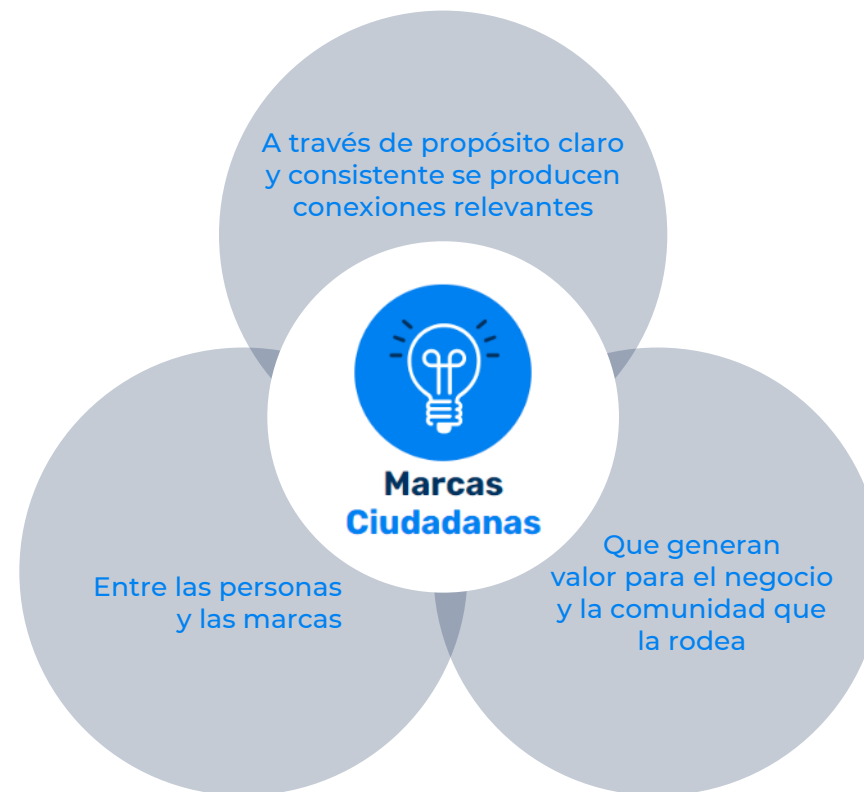 A través de propósito claro
y consistente se producen
conexiones relevantes
Marcas
Ciudadanas
Entre las personas
y las marcas
Que generan
valor para el negocio
y la comunidad que
la rodea